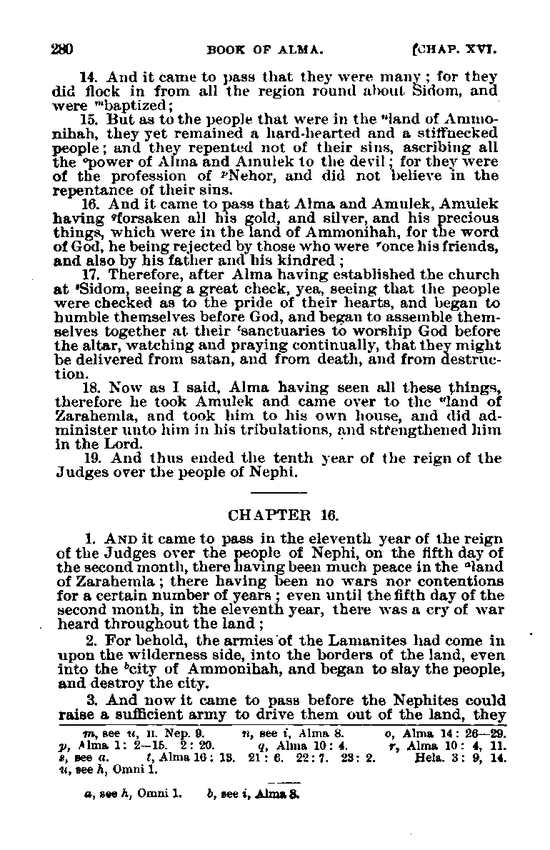 280 BOOK OF ALMA. (CHAP. XVI.
14. And it came to pass that they were many; for they
did flock in from all the region round about Sidom, and
were ᵐbaptized;
15. But as to the people that were in the ⁿland of Ammo-
nihah, they yet remained a hard-hearted and a stiffnecked
people; and they repented not of their sins, ascribing all
the ᵒpower of Alma and Amulek to the devil; for they were
of the profession of ᵖNehor, and did not believe in the
repentance of their sins.
16. And it came to pass that Alma and Amulek, Amulek
having ᑫforsaken all his gold, and silver, and his precious
things, which were in the land of Ammonihah, for the word
of God, he being rejected by those who were ʳonce his friends,
and also by his father and his kindred;
17. Therefore, after Alma having established the church
at ˢSidom, seeing a great check, yea, seeing that the people
were checked as to the pride of their hearts, and began to
humble themselves before God, and began to assemble them-
selves together at their ᵗsanctuaries to worship God before
the altar, watching and praying continually, that they might
be delivered from satan, and from death, and from destruc-
tion.
18. Now as I said, Alma having seen all these things,
therefore he took Amulek and came over to the ᵘland of
Zarahemla, and took him to his own house, and did ad-
minister unto him in his tribulations, and strengthened him
in the Lord.
19. And thus ended the tenth year of the reign of the
Judges over the people of Nephi.
CHAPTER 16.
1. AND it came to pass in the eleventh year of the reign
of the Judges over the people of Nephi, on the fifth day of
the second month, there having been much peace in the ᵃland
of Zarahemla; there having been no wars nor contentions
for a certain number of years; even until the fifth day of the
second month, in the eleventh year, there was a cry of war
heard throughout the land;
2. For behold, the armies of the Lamanites had come in
upon the wilderness side, into the borders of the land, even
into the ᵇcity of Ammonihah, and began to slay the people,
and destroy the city.
3. And now it came to pass before the Nephites could
raise a sufficient army to drive them out of the land, they
m, see u, II. Nep. 9. n, see i, Alma 8. o, Alma 14: 26—29.
p, Alma 1: 2—15. 2: 20. q, Alma 10: 4. r, Alma 10: 4, 11.
s, see a. t, Alma 16: 13. 21: 6. 22: 7. 23: 2. Hela. 3: 9, 14.
u, see h, Omni 1.
a, see h, Omni 1. b, see i, Alma 8.